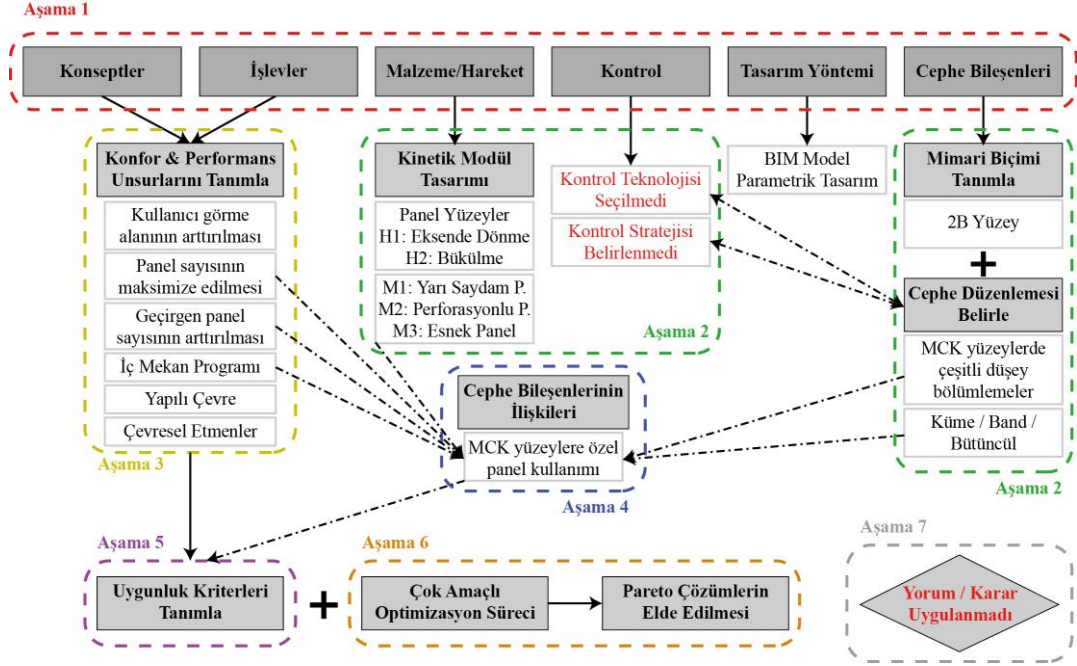 Aşama 1
Konseptler
İşlevler
Malzeme/Hareket
Kontrol
Tasarım Yöntemi
Cephe Bileşenleri
Konfor & Performans
Unsurlarını Tanımla
Kullanıcı görme
alanının arttırılması
Panel sayısının
maksimize edilmesi
Geçirgen panel
sayısının arttırılması
İç Mekan Programı
Yapılı Çevre
Çevresel Etmenler
Aşama 3
Kinetik Modül
Tasarımı
Panel Yüzeyler
H1: Eksende Dönme
H2: Bükülme
M1: Yarı Saydam P.
M2: Perforasyonlu P.
M3: Esnek Panel
Kontrol Teknolojisi
Seçilmedi
Kontrol Stratejisi
Belirlenmedi
Aşama 2
BIM Model
Parametrik Tasarım
Mimari Biçimi
Tanımla
2B Yüzey
+
Cephe Düzenlemesi
Belirle
MCK yüzeylerde
çeşitli düşey
bölümlemeler
Küme / Band /
Bütüncül
Aşama 2
Cephe Bileşenlerinin
İlişkileri
MCK yüzeylere özel
panel kullanımı
Aşama 4
Aşama 5
Uygunluk Kriterleri
Tanımla
+
Aşama 6
Çok Amaçlı
Optimizasyon Süreci
Pareto Çözümlerin
Elde Edilmesi
Aşama 7
Yorum / Karar
Uygulanmadı